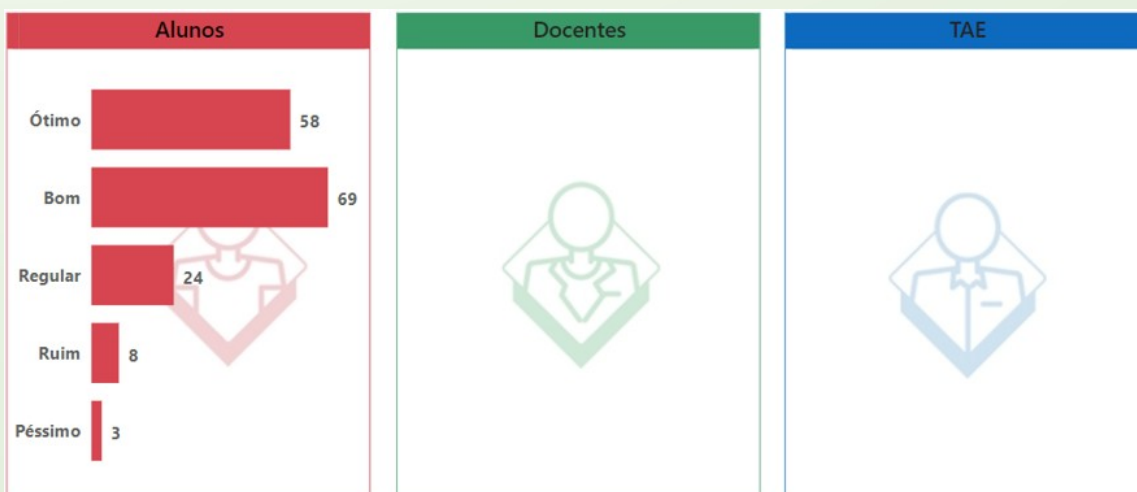 Alunos
Docentes
TAE
Ótimo 58
Bom 69
Regular 24
Ruim 8
Péssimo 3